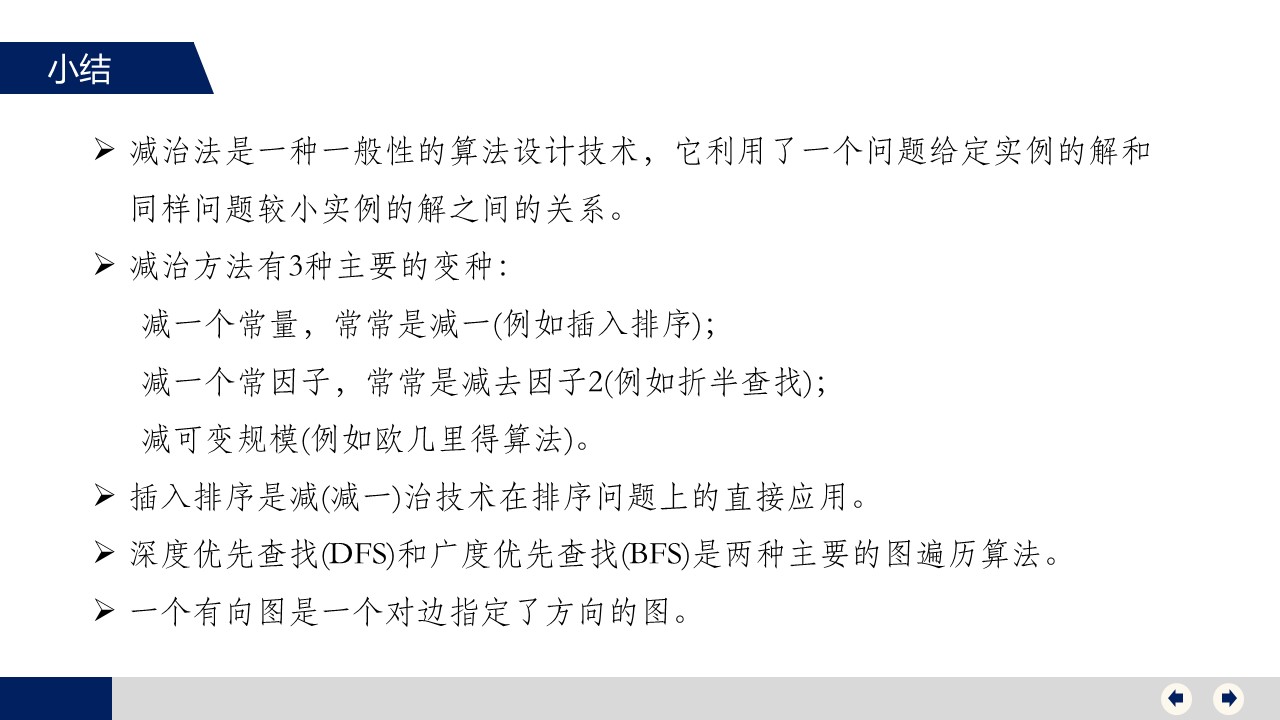 小结
减治法是一种一般性的算法设计技术，它利用了一个问题给定实例的解和
同样问题较小实例的解之间的关系。
减治方法有3种主要的变种：
减一个常量，常常是减一(例如插入排序)；
减一个常因子，常常是减去因子2(例如折半查找)；
减可变规模(例如欧几里得算法)。
插入排序是减(减一)治技术在排序问题上的直接应用。
深度优先查找(DFS)和广度优先查找(BFS)是两种主要的图遍历算法。
一个有向图是一个对边指定了方向的图。